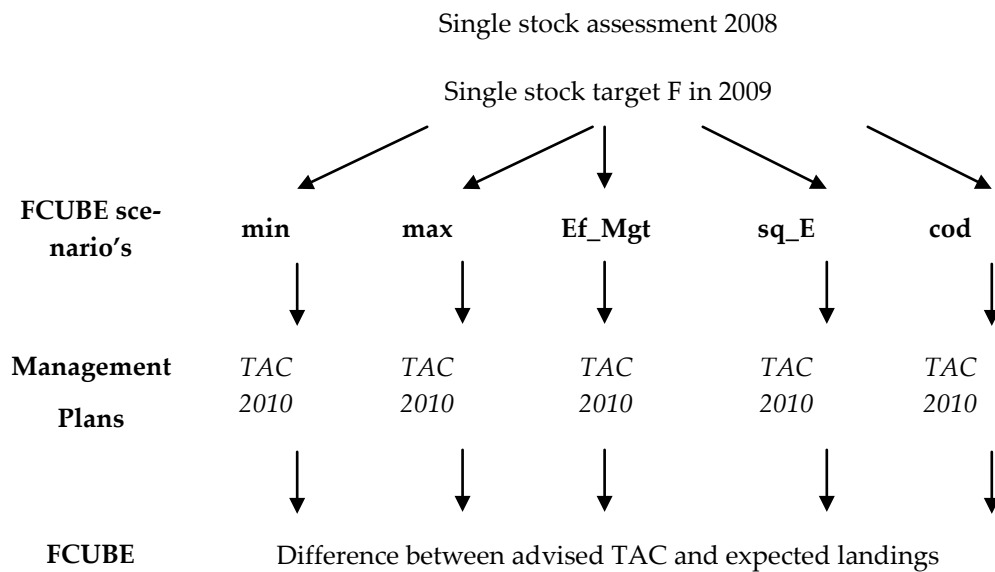 Single stock assessment 2008
Single stock target F in 2009
FCUBE sce-
nario's
min max Ef_Mgt sq_E cod
Management
Plans
TAC TAC TAC TAC TAC
2010 2010 2010 2010 2010
FCUBE Difference between advised TAC and expected landings